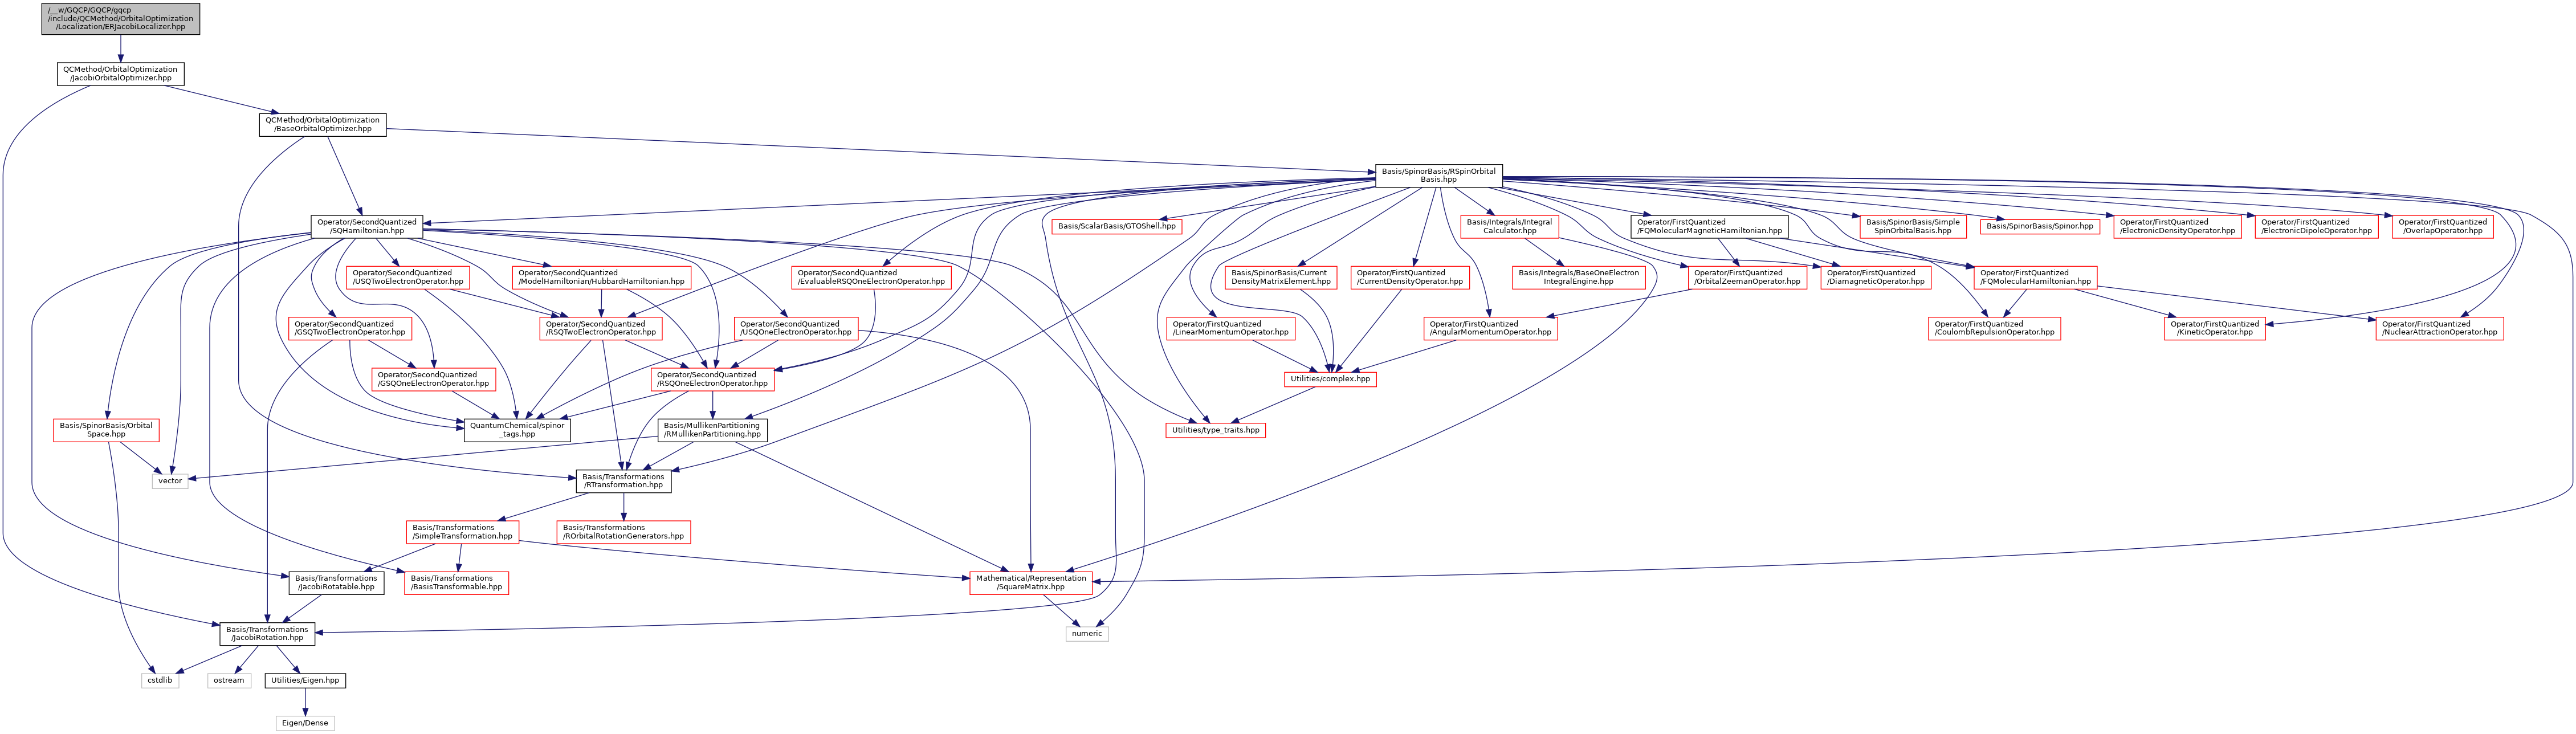 /__w/GQCP/GQCP/gqcp
/include/QCMethod/OrbitalOptimization
/Localization/ERJacobiLocalizer.hpp
QCMethod/OrbitalOptimization
/JacobiOrbitalOptimizer.hpp
QCMethod/OrbitalOptimization
/BaseOrbitalOptimizer.hpp
Basis/SpinorBasis/RSpinOrbital
Basis.hpp
Operator/SecondQuantized
/SQHamiltonian.hpp
Basis/ScalarBasis/GTOShell.hpp
Basis/Integrals/Integral
Calculator.hpp
Operator/FirstQuantized
/FQMolecularMagneticHamiltonian.hpp
Basis/SpinorBasis/Simple
SpinOrbitalBasis.hpp
Basis/SpinorBasis/Spinor.hpp
Operator/FirstQuantized
/ElectronicDensityOperator.hpp
Operator/FirstQuantized
/ElectronicDipoleOperator.hpp
Operator/FirstQuantized
/OverlapOperator.hpp
Operator/SecondQuantized
/USQTwoElectronOperator.hpp
Operator/SecondQuantized
/ModelHamiltonian/HubbardHamiltonian.hpp
Operator/SecondQuantized
/EvaluableRSQOneElectronOperator.hpp
Basis/SpinorBasis/Current
DensityMatrixElement.hpp
Operator/FirstQuantized
/CurrentDensityOperator.hpp
Basis/Integrals/BaseOneElectron
IntegralEngine.hpp
Operator/FirstQuantized
/OrbitalZeemanOperator.hpp
Operator/FirstQuantized
/DiamagneticOperator.hpp
Operator/FirstQuantized
/FQMolecularHamiltonian.hpp
Operator/SecondQuantized
/GSQTwoElectronOperator.hpp
Operator/SecondQuantized
/RSQTwoElectronOperator.hpp
Operator/SecondQuantized
/USQOneElectronOperator.hpp
Operator/FirstQuantized
/LinearMomentumOperator.hpp
Operator/FirstQuantized
/AngularMomentumOperator.hpp
Operator/FirstQuantized
/CoulombRepulsionOperator.hpp
Operator/FirstQuantized
/KineticOperator.hpp
Operator/FirstQuantized
/NuclearAttractionOperator.hpp
Operator/SecondQuantized
/GSQOneElectronOperator.hpp
Operator/SecondQuantized
/RSQOneElectronOperator.hpp
Utilities/complex.hpp
Basis/SpinorBasis/Orbital
Space.hpp
QuantumChemical/spinor
_tags.hpp
Basis/MullikenPartitioning
/RMullikenPartitioning.hpp
Utilities/type_traits.hpp
vector
Basis/Transformations
/RTransformation.hpp
Basis/Transformations
/SimpleTransformation.hpp
Basis/Transformations
/ROrbitalRotationGenerators.hpp
Basis/Transformations
/JacobiRotatable.hpp
Basis/Transformations
/BasisTransformable.hpp
Mathematical/Representation
/SquareMatrix.hpp
Basis/Transformations
/JacobiRotation.hpp
numeric
cstdlib
ostream
Utilities/Eigen.hpp
Eigen/Dense